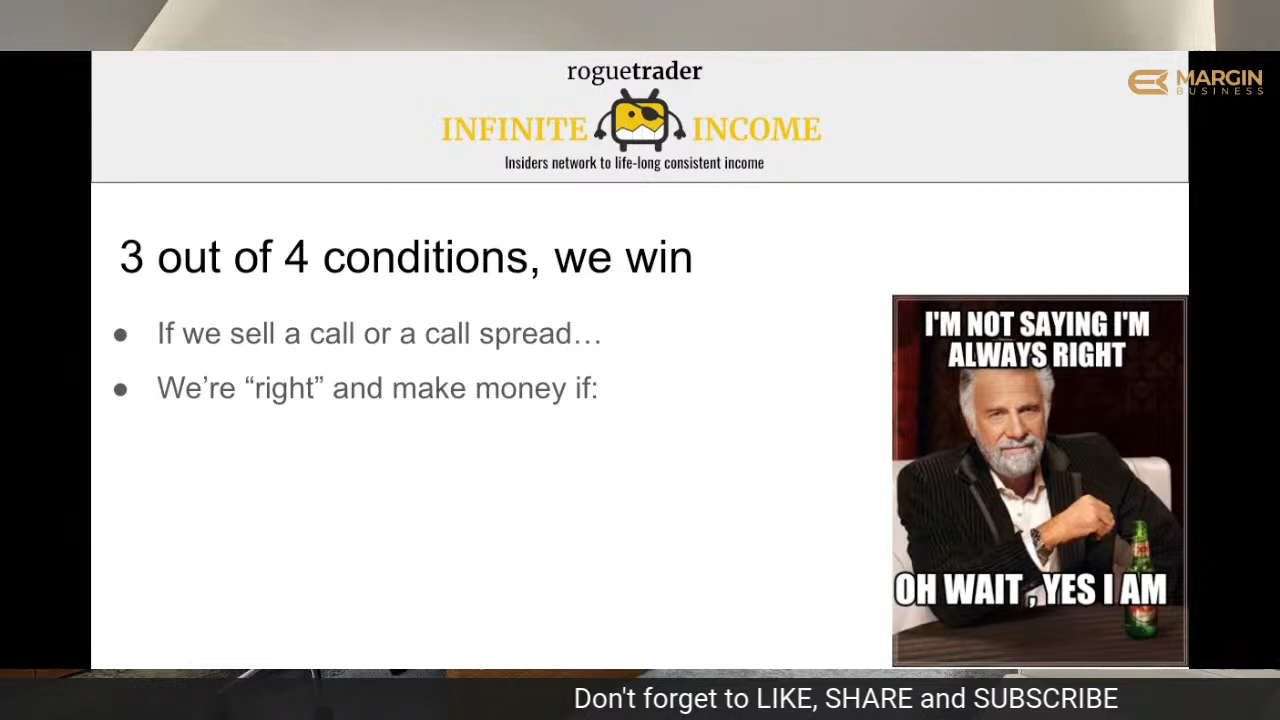 roguetrader
INFINITE INCOME
Insiders network to life-long consistent income
MARGIN
BUSINESS
3 out of 4 conditions, we win
● If we sell a call or a call spread…
● We’re “right” and make money if:
I'M NOT SAYING I'M
ALWAYS RIGHT
OH WAIT , YES I AM
Don't forget to LIKE, SHARE and SUBSCRIBE